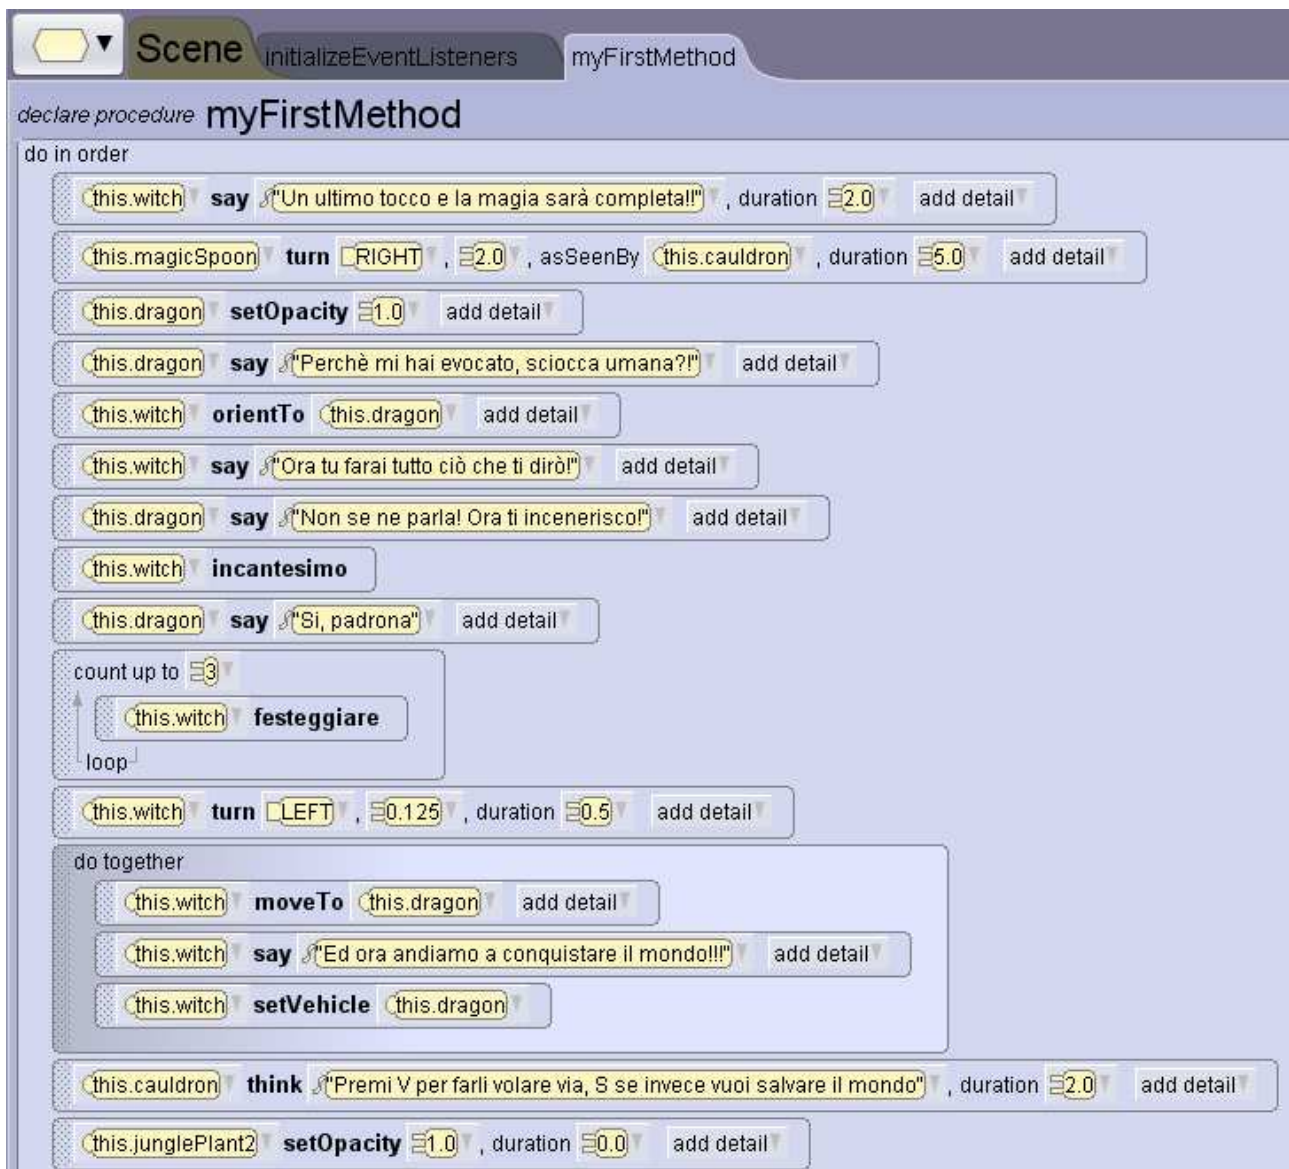 Scene initializeEventListeners myFirstMethod
declare procedure myFirstMethod
do in order
this.witch say "Un ultimo tocco e la magia sarà completa!!" , duration 2.0 add detail
this.magicSpoon turn RIGHT , 2.0 , asSeenBy this.cauldron , duration 5.0 add detail
this.dragon setOpacity 1.0 add detail
this.dragon say "Perchè mi hai evocato, sciocca umana?!" add detail
this.witch orientTo this.dragon add detail
this.witch say "Ora tu farai tutto ciò che ti dirò!" add detail
this.dragon say "Non se ne parla! Ora ti incenerisco!" add detail
this.witch incantesimo
this.dragon say "Si, padrona" add detail
count up to 3
this.witch festeggiare
loop
this.witch turn LEFT , 0.125 , duration 0.5 add detail
do together
this.witch moveTo this.dragon add detail
this.witch say "Ed ora andiamo a conquistare il mondo!!!" add detail
this.witch setVehicle this.dragon
this.cauldron think "Premi V per farli volare via, S se invece vuoi salvare il mondo" , duration 2.0 add detail
this.junglePlant2 setOpacity 1.0 , duration 0.0 add detail